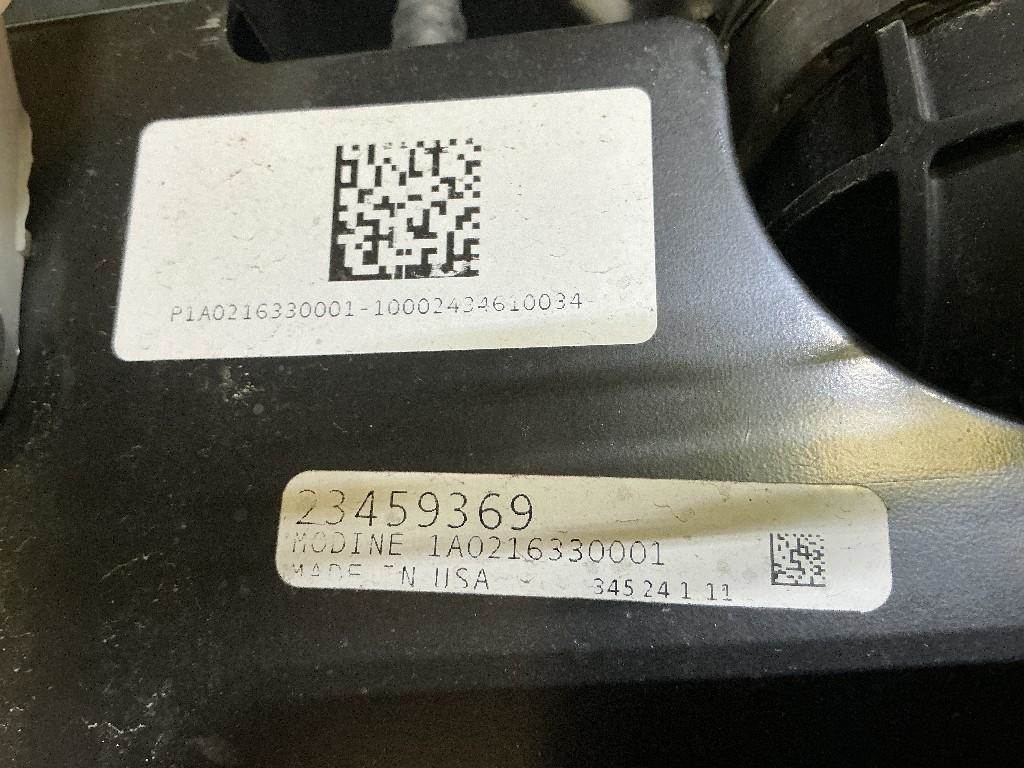 P1A0216330001-10002434610034-
23459369
MODINE 1A0216330001
MADE IN USA 345 24 1 11